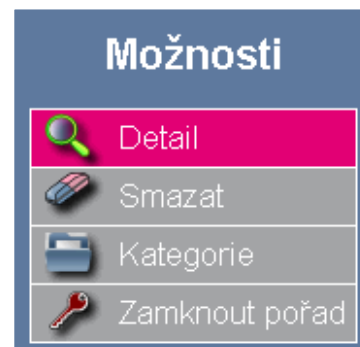 Možnosti
Detail
Smazat
Kategorie
Zamknout pořad